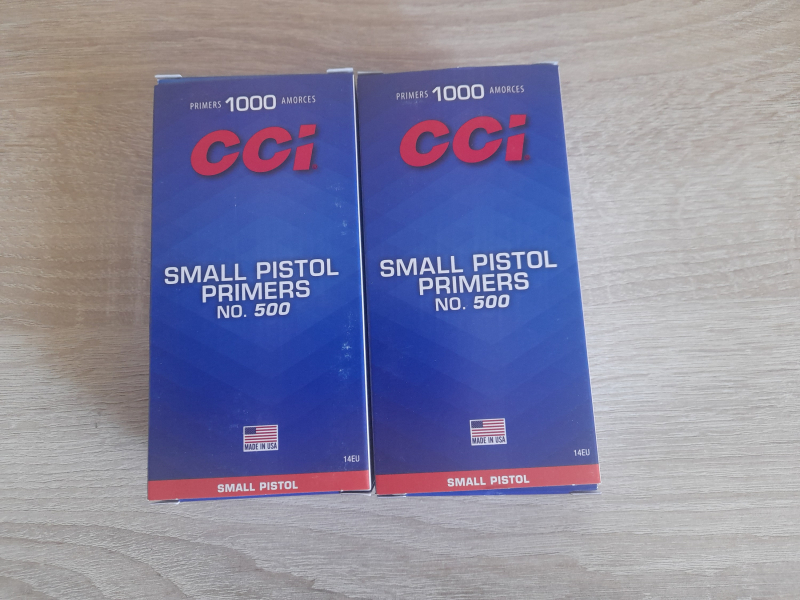 PRIMERS 1000 AMORCES
CCI
SMALL PISTOL
PRIMERS
NO. 500
MADE IN USA
14EU
SMALL PISTOL
PRIMERS 1000 AMORCES
CCI
SMALL PISTOL
PRIMERS
NO. 500
MADE IN USA
14EU
SMALL PISTOL